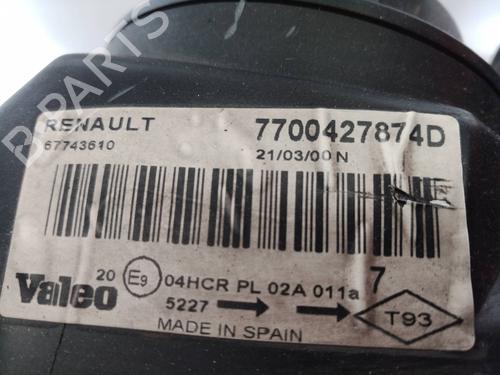 B-PARTS
RENAULT
7700427874D
67743610
21/03/00 N
Valeo
20 E9 04HCR PL 02A 011a 7
5227
T93
MADE IN SPAIN